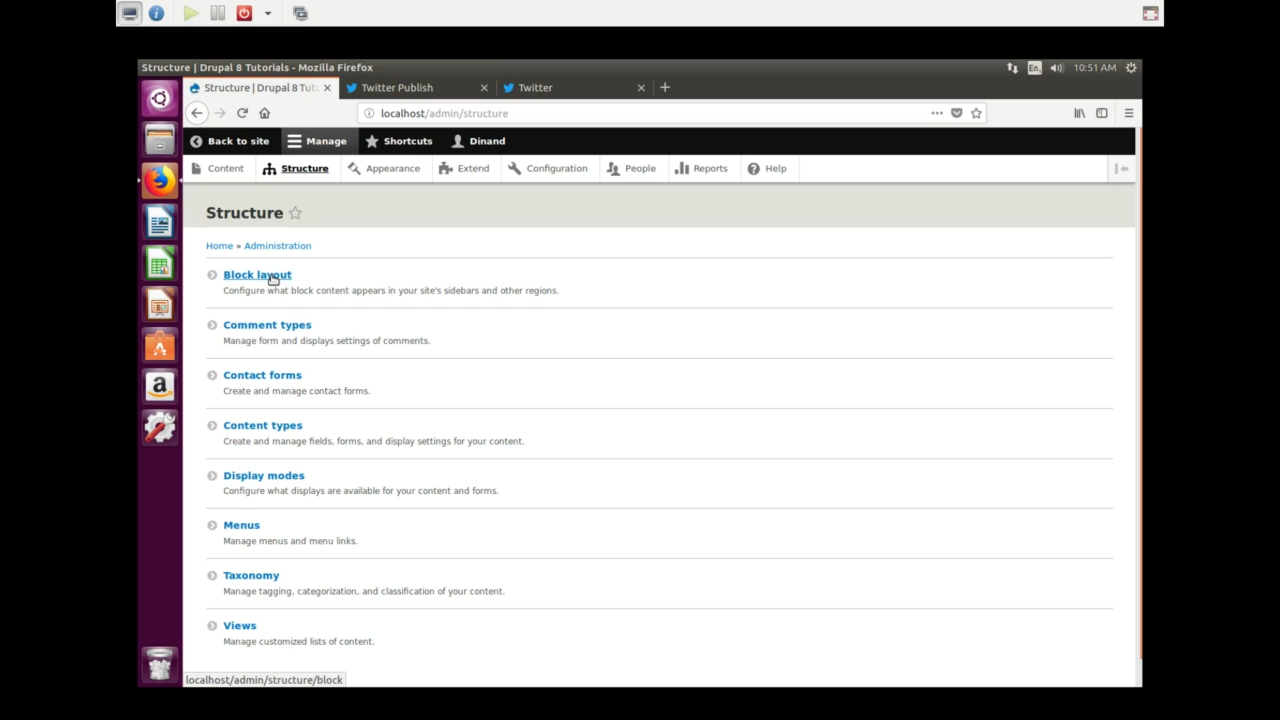 Structure | Drupal 8 Tutorials - Mozilla Firefox
En
10:51 AM
Structure | Drupal 8 Tut
Twitter Publish
Twitter
localhost/admin/structure
Back to site
Manage
Shortcuts
Dinand
Content
Structure
Appearance
Extend
Configuration
People
Reports
Help
Structure
Home » Administration
Block layout
Configure what block content appears in your site's sidebars and other regions.
Comment types
Manage form and displays settings of comments.
Contact forms
Create and manage contact forms.
Content types
Create and manage fields, forms, and display settings for your content.
Display modes
Configure what displays are available for your content and forms.
Menus
Manage menus and menu links.
Taxonomy
Manage tagging, categorization, and classification of your content.
Views
Manage customized lists of content.
localhost/admin/structure/block